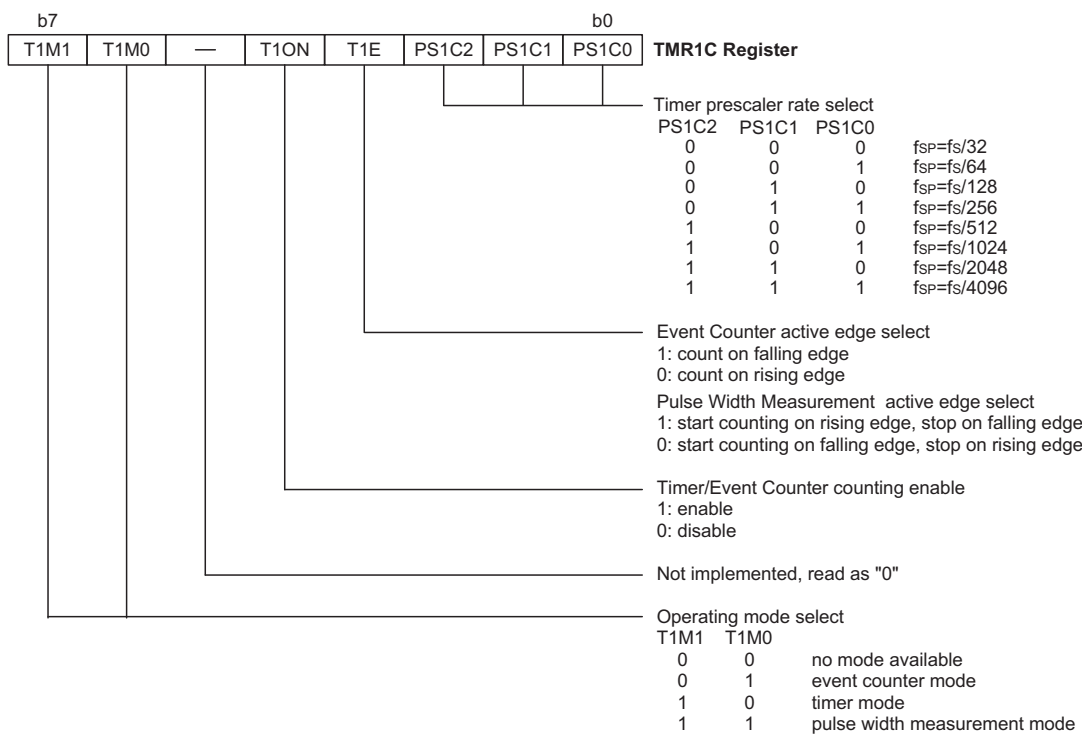 b7 b0
T1M1 T1M0 — T1ON T1E PS1C2 PS1C1 PS1C0 TMR1C Register
Timer prescaler rate select
PS1C2 PS1C1 PS1C0
0 0 0 fSP=fS/32
0 0 1 fSP=fS/64
0 1 0 fSP=fS/128
0 1 1 fSP=fS/256
1 0 0 fSP=fS/512
1 0 1 fSP=fS/1024
1 1 0 fSP=fS/2048
1 1 1 fSP=fS/4096
Event Counter active edge select
1: count on falling edge
0: count on rising edge
Pulse Width Measurement active edge select
1: start counting on rising edge, stop on falling edge
0: start counting on falling edge, stop on rising edge
Timer/Event Counter counting enable
1: enable
0: disable
Not implemented, read as "0"
Operating mode select
T1M1 T1M0
0 0 no mode available
0 1 event counter mode
1 0 timer mode
1 1 pulse width measurement mode